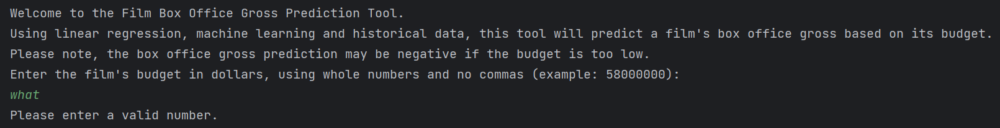 Welcome to the Film Box Office Gross Prediction Tool.
Using linear regression, machine learning and historical data, this tool will predict a film's box office gross based on its budget.
Please note, the box office gross prediction may be negative if the budget is too low.
Enter the film's budget in dollars, using whole numbers and no commas (example: 58000000):
what
Please enter a valid number.